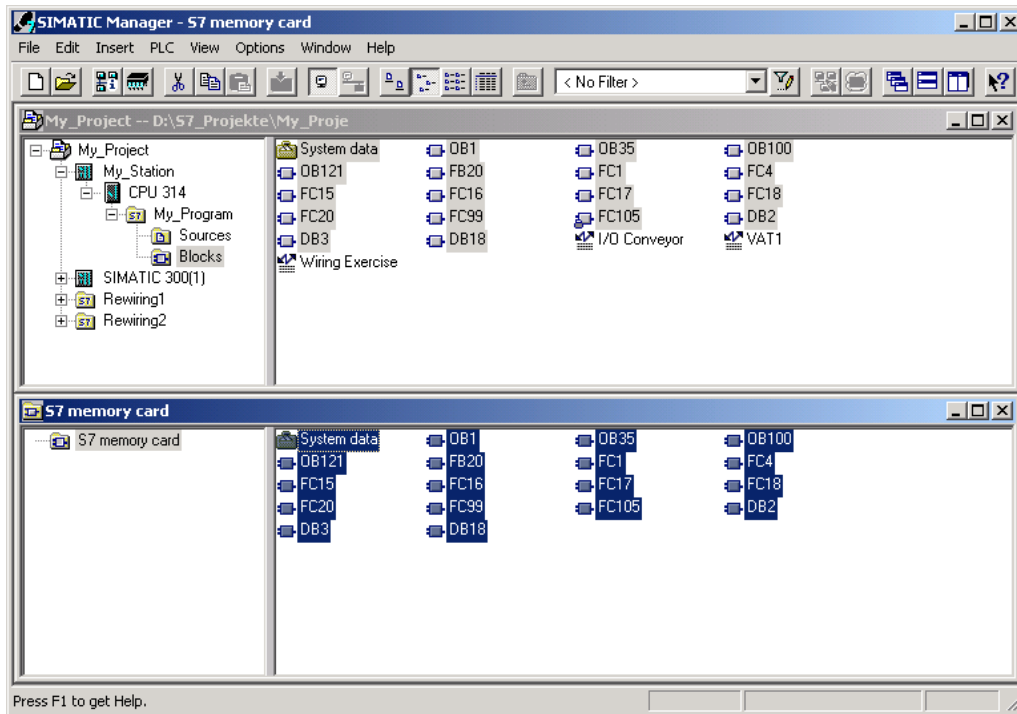 SIMATIC Manager - S7 memory card
File Edit Insert PLC View Options Window Help
< No Filter >
My_Project -- D:\S7_Projekte\My_Proje
My_Project
My_Station
CPU 314
My_Program
Sources
Blocks
SIMATIC 300(1)
Rewiring1
Rewiring2
System data OB1 OB35 OB100
OB121 FB20 FC1 FC4
FC15 FC16 FC17 FC18
FC20 FC99 FC105 DB2
DB3 DB18 I/O Conveyor VAT1
Wiring Exercise
S7 memory card
S7 memory card
System data OB1 OB35 OB100
OB121 FB20 FC1 FC4
FC15 FC16 FC17 FC18
FC20 FC99 FC105 DB2
DB3 DB18
Press F1 to get Help.